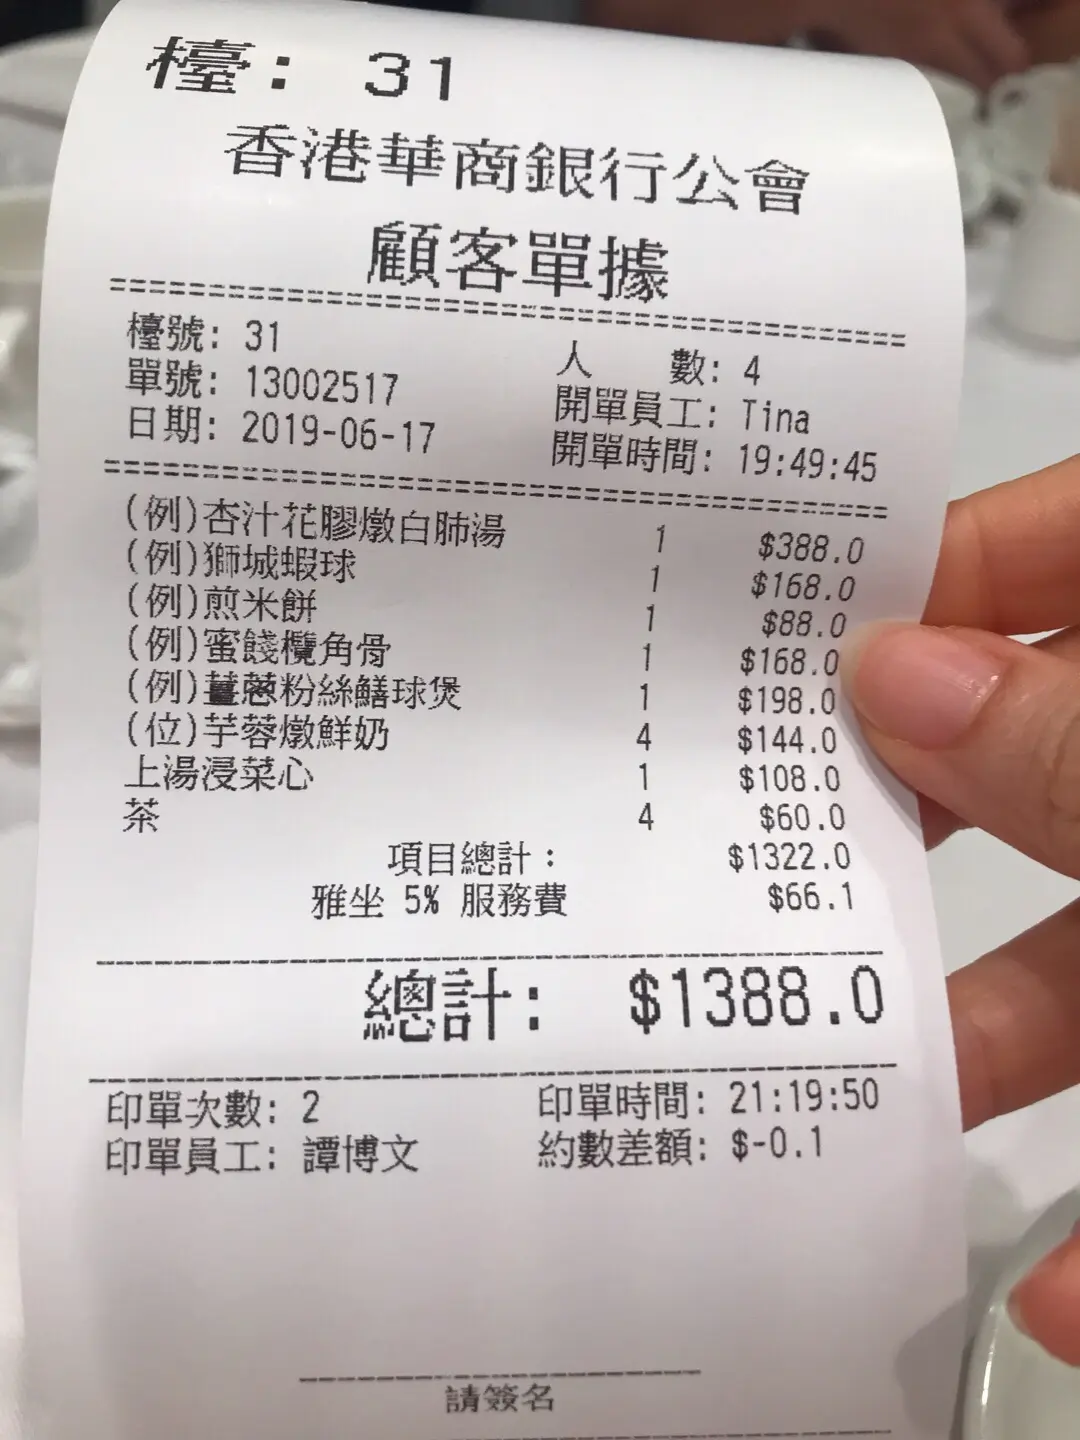 檯: 31
香港華商銀行公會
顧客單據
檯號: 31 人 數: 4
單號: 13002517 開單員工: Tina
日期: 2019-06-17 開單時間: 19:49:45
(例)杏汁花膠燉白肺湯 1 $388.0
(例)獅城蝦球 1 $168.0
(例)煎米餅 1 $88.0
(例)蜜餞欖角骨 1 $168.0
(例)薑蔥粉絲鱔球煲 1 $198.0
(位)芋蓉燉鮮奶 4 $144.0
上湯浸菜心 1 $108.0
茶 4 $60.0
項目總計: $1322.0
雅坐 5% 服務費 $66.1
總計: $1388.0
印單次數: 2 印單時間: 21:19:50
印單員工: 譚博文 約數差額: $-0.1
請簽名